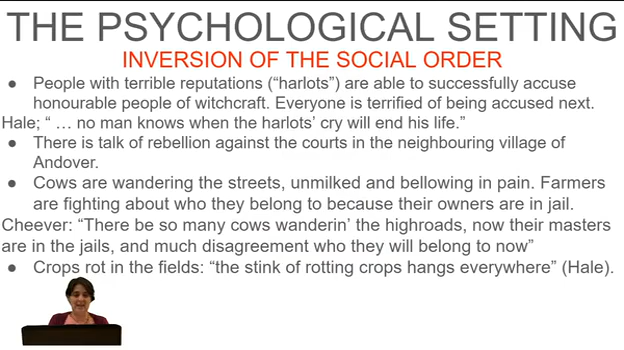 THE PSYCHOLOGICAL SETTING
INVERSION OF THE SOCIAL ORDER
● People with terrible reputations (“harlots”) are able to successfully accuse
honourable people of witchcraft. Everyone is terrified of being accused next.
Hale; “ … no man knows when the harlots’ cry will end his life.”
● There is talk of rebellion against the courts in the neighbouring village of
Andover.
● Cows are wandering the streets, unmilked and bellowing in pain. Farmers
are fighting about who they belong to because their owners are in jail.
Cheever: “There be so many cows wanderin’ the highroads, now their masters
are in the jails, and much disagreement who they will belong to now”
● Crops rot in the fields: “the stink of rotting crops hangs everywhere” (Hale).